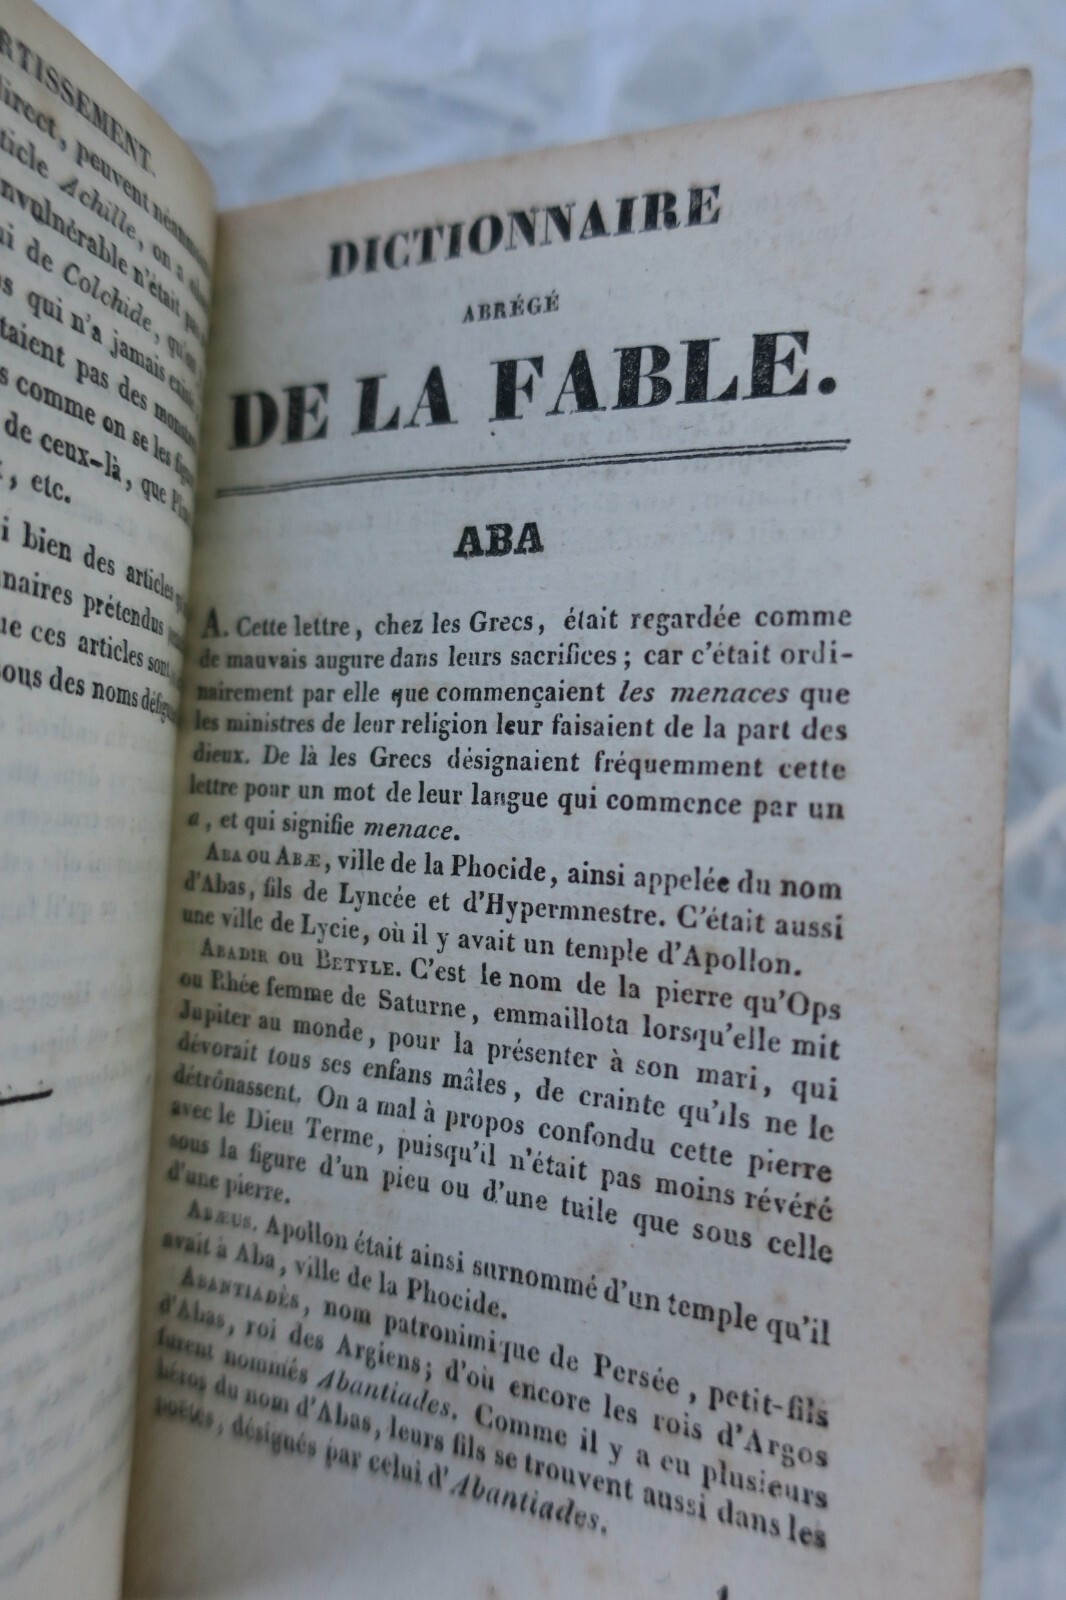 RTISSEMENT.
direct, peuvent
ticle Achille, on a
nvulnérable n'était pas
ui de Colchide,
s qui n'a jamais
taient pas des
s comme on se les
de ceux-là, que
, etc.
i bien des articles
naires prétendus
ue ces articles sont
ous des noms
DICTIONNAIRE
ABRÉGÉ
DE LA FABLE.
ABA
A. Cette lettre, chez les Grecs, était regardée comme
de mauvais augure dans leurs sacrifices ; car c'était ordi-
nairement par elle que commençaient les menaces que
les ministres de leur religion leur faisaient de la part des
dieux. De là les Grecs désignaient fréquemment cette
lettre pour un mot de leur langue qui commence par un
a, et qui signifie menace.
ABA OU ABÆ, ville de la Phocide, ainsi appelée du nom
d'Abas, fils de Lyncée et d'Hypermnestre. C'était aussi
une ville de Lycie, où il y avait un temple d'Apollon.
ABADIR OU BETYLE. C'est le nom de la pierre qu'Ops
ou Rhée femme de Saturne, emmaillota lorsqu'elle mit
Jupiter au monde, pour la présenter à son mari, qui
dévorait tous ses enfans mâles, de crainte qu'ils ne le
détrônassent. On a mal à propos confondu cette pierre
avec le Dieu Terme, puisqu'il n'était pas moins révéré
sous la figure d'un pieu ou d'une tuile que sous celle
d'une pierre.
ABÆUS. Apollon était ainsi surnommé d'un temple qu'il
avait à Aba, ville de la Phocide.
ABANTIADÈS, nom patronimique de Persée, petit-fils
d'Abas, roi des Argiens; d'où encore les rois d'Argos
furent nommés Abantiades. Comme il y a eu plusieurs
héros du nom d'Abas, leurs fils se trouvent aussi dans les
poètes, désignés par celui d'Abantiades.